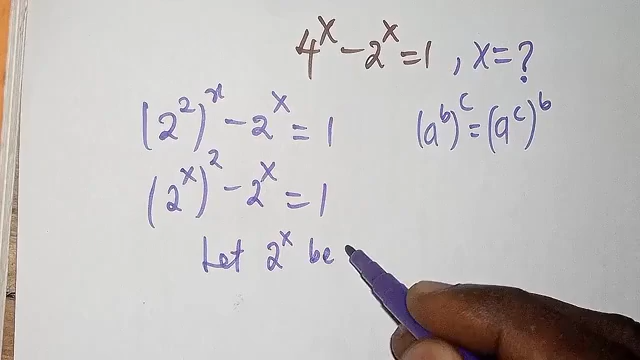 4^x - 2^x = 1 , x = ?
(2^2)^x - 2^x = 1 (a^b)^c = (a^c)^b
(2^x)^2 - 2^x = 1
Let 2^x be